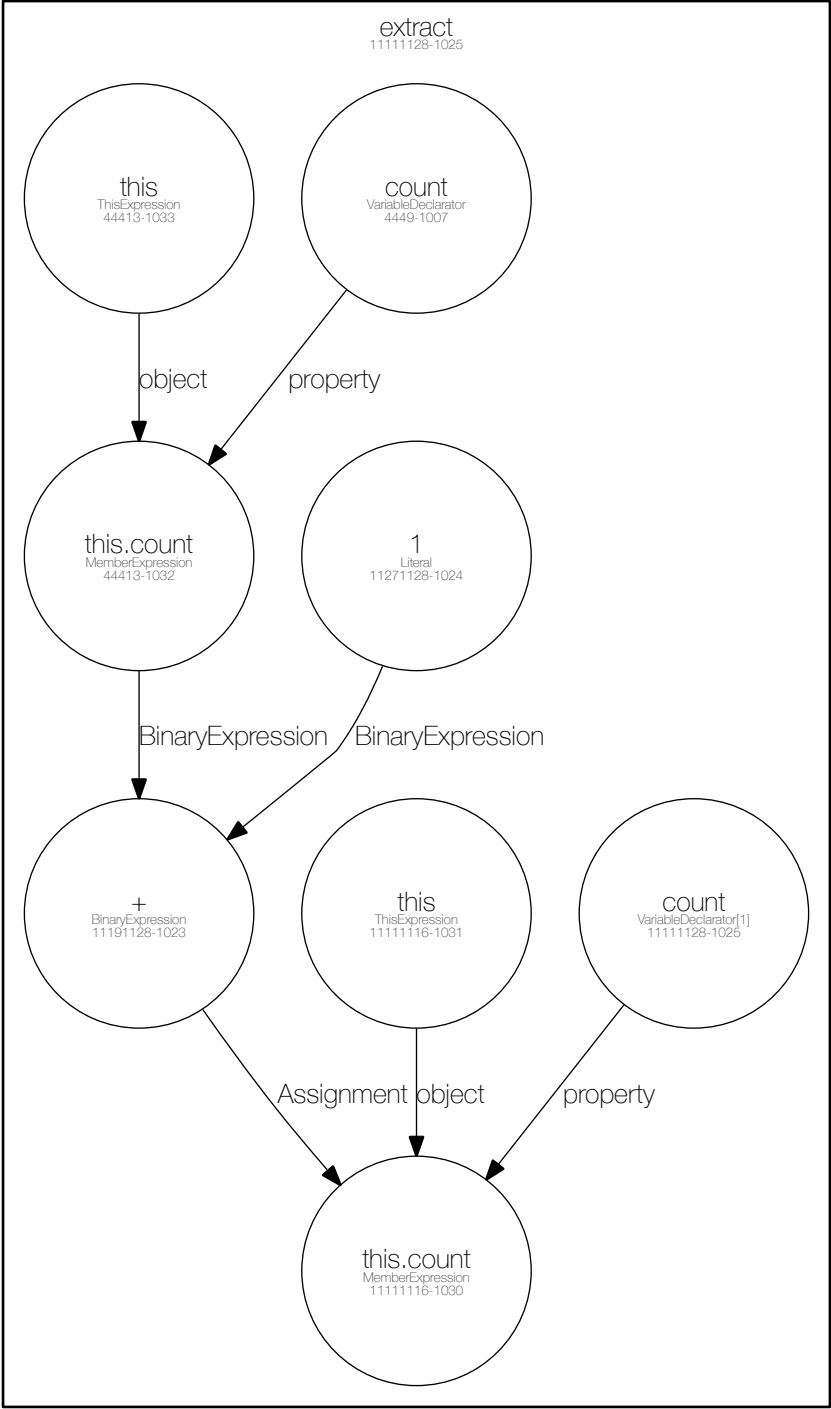 extract
11111128-1025
this
ThisExpression
44413-1033
count
VariableDeclarator
4449-1007
object
property
this.count
MemberExpression
44413-1032
1
Literal
11271128-1024
BinaryExpression
BinaryExpression
+
BinaryExpression
11191128-1023
this
ThisExpression
11111116-1031
count
VariableDeclarator[1]
11111128-1025
Assignment
object
property
this.count
MemberExpression
11111116-1030